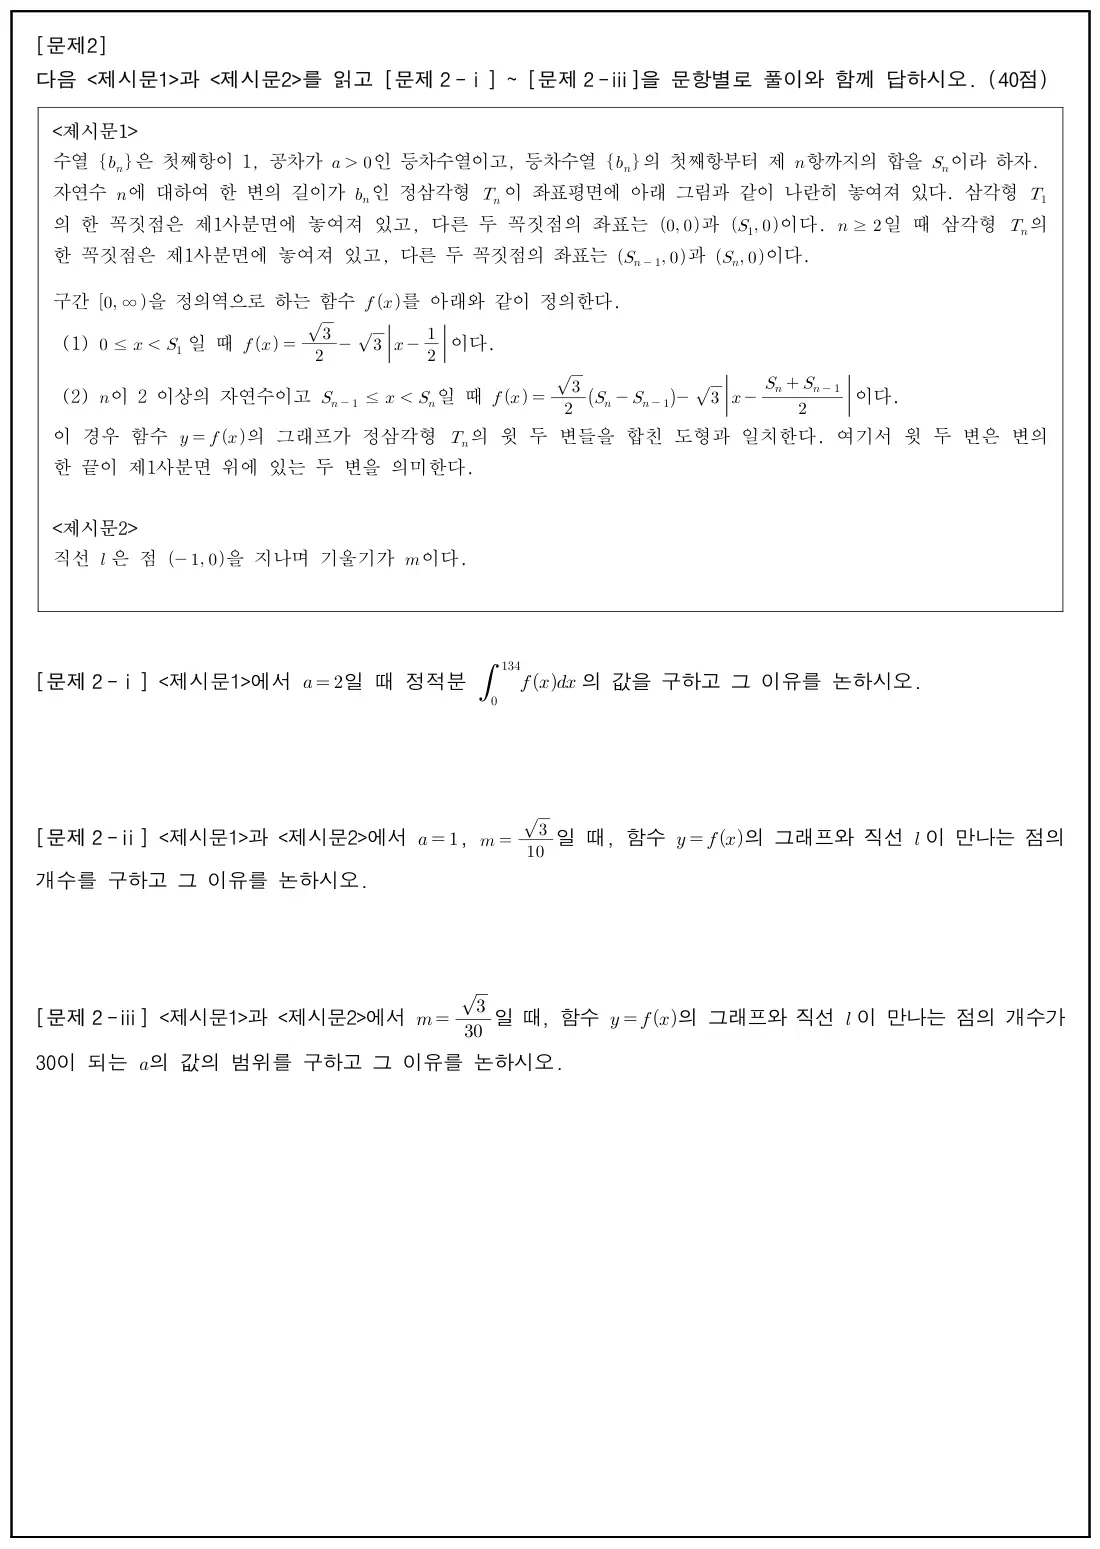 [문제2]
다음 <제시문1>과 <제시문2>를 읽고 [문제 2-ⅰ] ~ [문제 2-ⅲ]을 문항별로 풀이와 함께 답하시오. (40점)
<제시문1>
수열 {bₙ}은 첫째항이 1, 공차가 a > 0인 등차수열이고, 등차수열 {bₙ}의 첫째항부터 제 n항까지의 합을 Sₙ이라 하자.
자연수 n에 대하여 한 변의 길이가 bₙ인 정삼각형 Tₙ이 좌표평면에 아래 그림과 같이 나란히 놓여져 있다. 삼각형 T₁
의 한 꼭짓점은 제1사분면에 놓여져 있고, 다른 두 꼭짓점의 좌표는 (0, 0)과 (S₁, 0)이다. n ≥ 2일 때 삼각형 Tₙ의
한 꼭짓점은 제1사분면에 놓여져 있고, 다른 두 꼭짓점의 좌표는 (Sₙ₋₁, 0)과 (Sₙ, 0)이다.
구간 [0, ∞)을 정의역으로 하는 함수 f(x)를 아래와 같이 정의한다.
(1) 0 ≤ x < S₁일 때 f(x) = √3/2 - √3|x - 1/2|이다.
(2) n이 2 이상의 자연수이고 Sₙ₋₁ ≤ x < Sₙ일 때 f(x) = √3/2 (Sₙ - Sₙ₋₁) - √3|x - (Sₙ + Sₙ₋₁)/2|이다.
이 경우 함수 y = f(x)의 그래프가 정삼각형 Tₙ의 윗 두 변들을 합친 도형과 일치한다. 여기서 윗 두 변은 변의
한 끝이 제1사분면 위에 있는 두 변을 의미한다.
<제시문2>
직선 l은 점 (-1, 0)을 지나며 기울기가 m이다.
[문제 2-ⅰ] <제시문1>에서 a = 2일 때 정적분 ∫₀¹³⁴ f(x)dx의 값을 구하고 그 이유를 논하시오.
[문제 2-ⅱ] <제시문1>과 <제시문2>에서 a = 1, m = √3/10일 때, 함수 y = f(x)의 그래프와 직선 l이 만나는 점의
개수를 구하고 그 이유를 논하시오.
[문제 2-ⅲ] <제시문1>과 <제시문2>에서 m = √3/30일 때, 함수 y = f(x)의 그래프와 직선 l이 만나는 점의 개수가
30이 되는 a의 값의 범위를 구하고 그 이유를 논하시오.